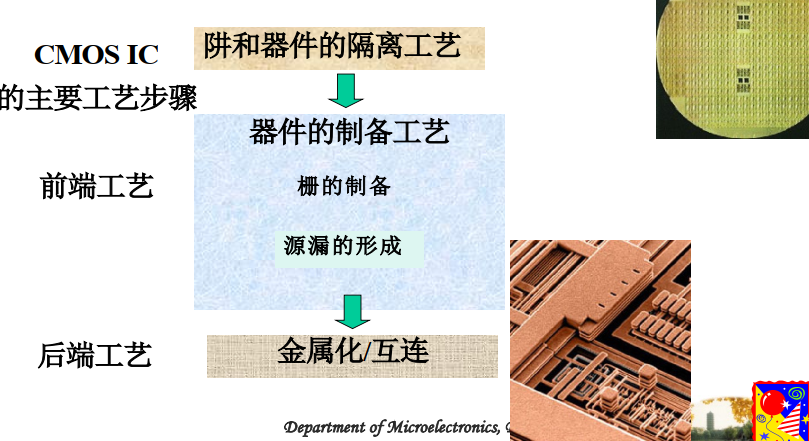 CMOS IC
的主要工艺步骤
阱和器件的隔离工艺
器件的制备工艺
前端工艺
栅的制备
源漏的形成
后端工艺
金属化/互连
Department of Microelectronics,